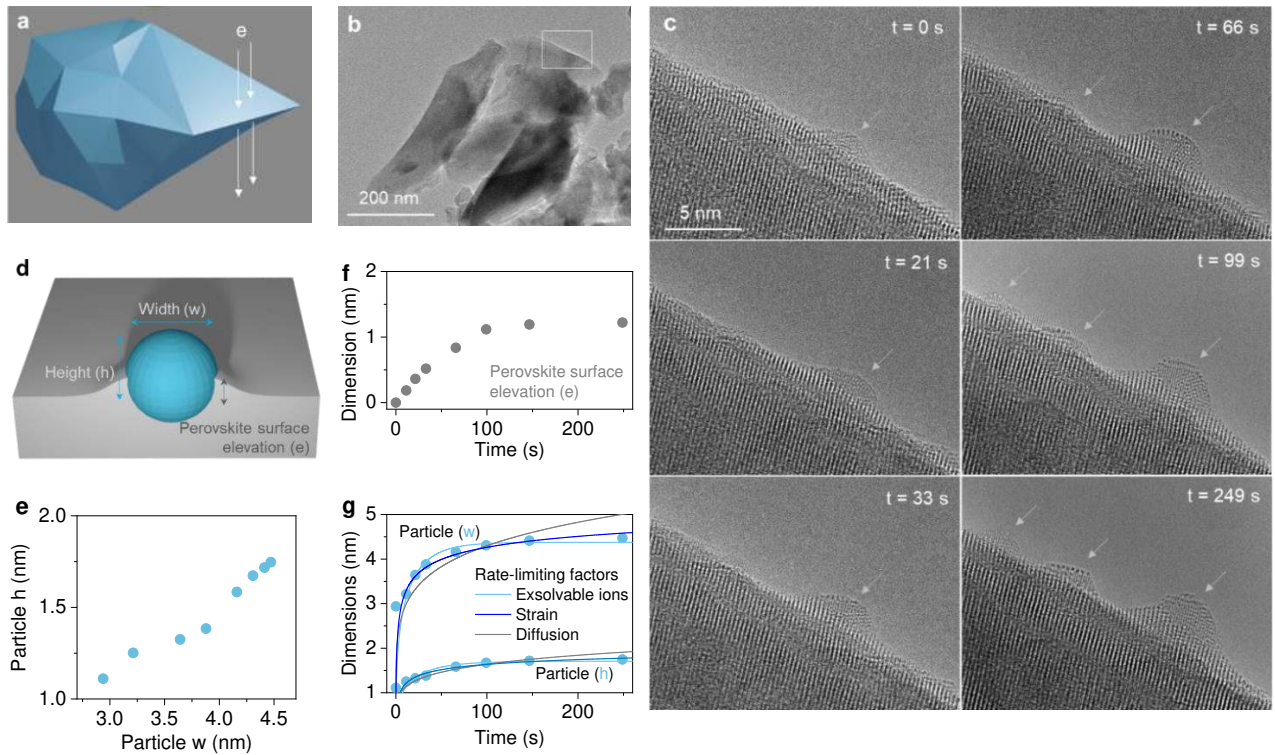 a
e
b
200 nm
c
t = 0 s
5 nm
t = 66 s
t = 21 s
t = 99 s
t = 33 s
t = 249 s
d
Width (w)
Height (h)
Perovskite surface
elevation (e)
f
2
1
0
Dimension (nm)
Perovskite surface
elevation (e)
0
100
200
Time (s)
e
2.0
1.5
1.0
Particle h (nm)
3.0
3.5
4.0
4.5
Particle w (nm)
g
5
4
3
2
1
Dimensions (nm)
Particle (w)
Rate-limiting factors
Exsolvable ions
Strain
Diffusion
Particle (h)
0
100
200
Time (s)